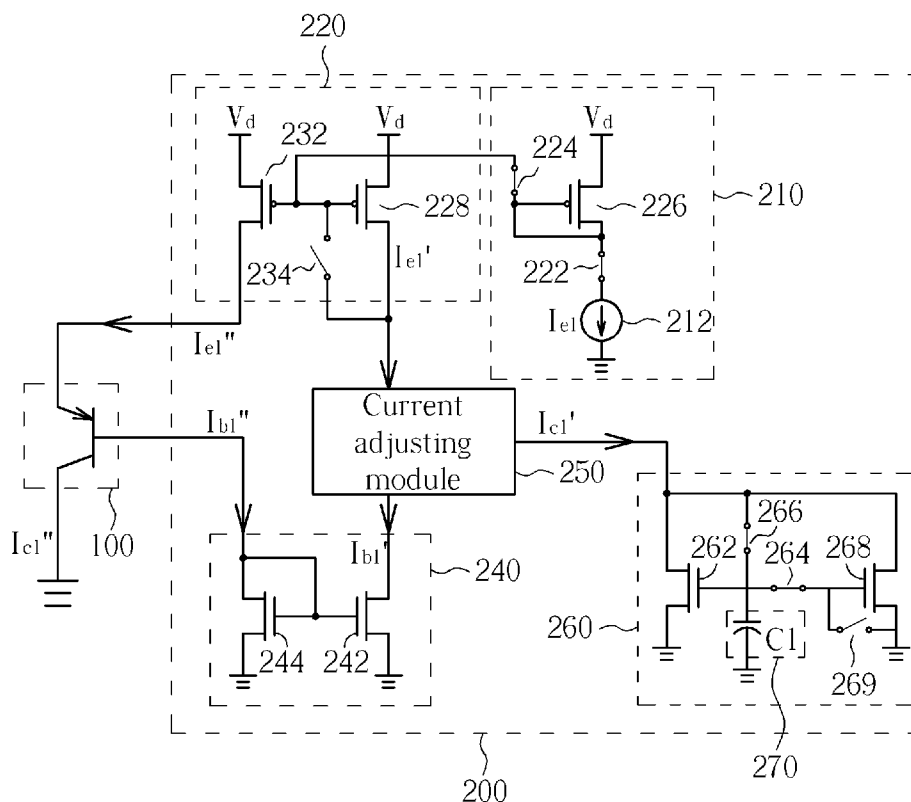 220
V_d
232
V_d
224
V_d
228
226
210
234
I_e1'
222
I_e1
212
I_e1"
I_b1"
Current
adjusting
module
I_c1'
250
I_c1"
100
I_b1'
240
266
262
264
268
244
242
260
C1
269
270
200